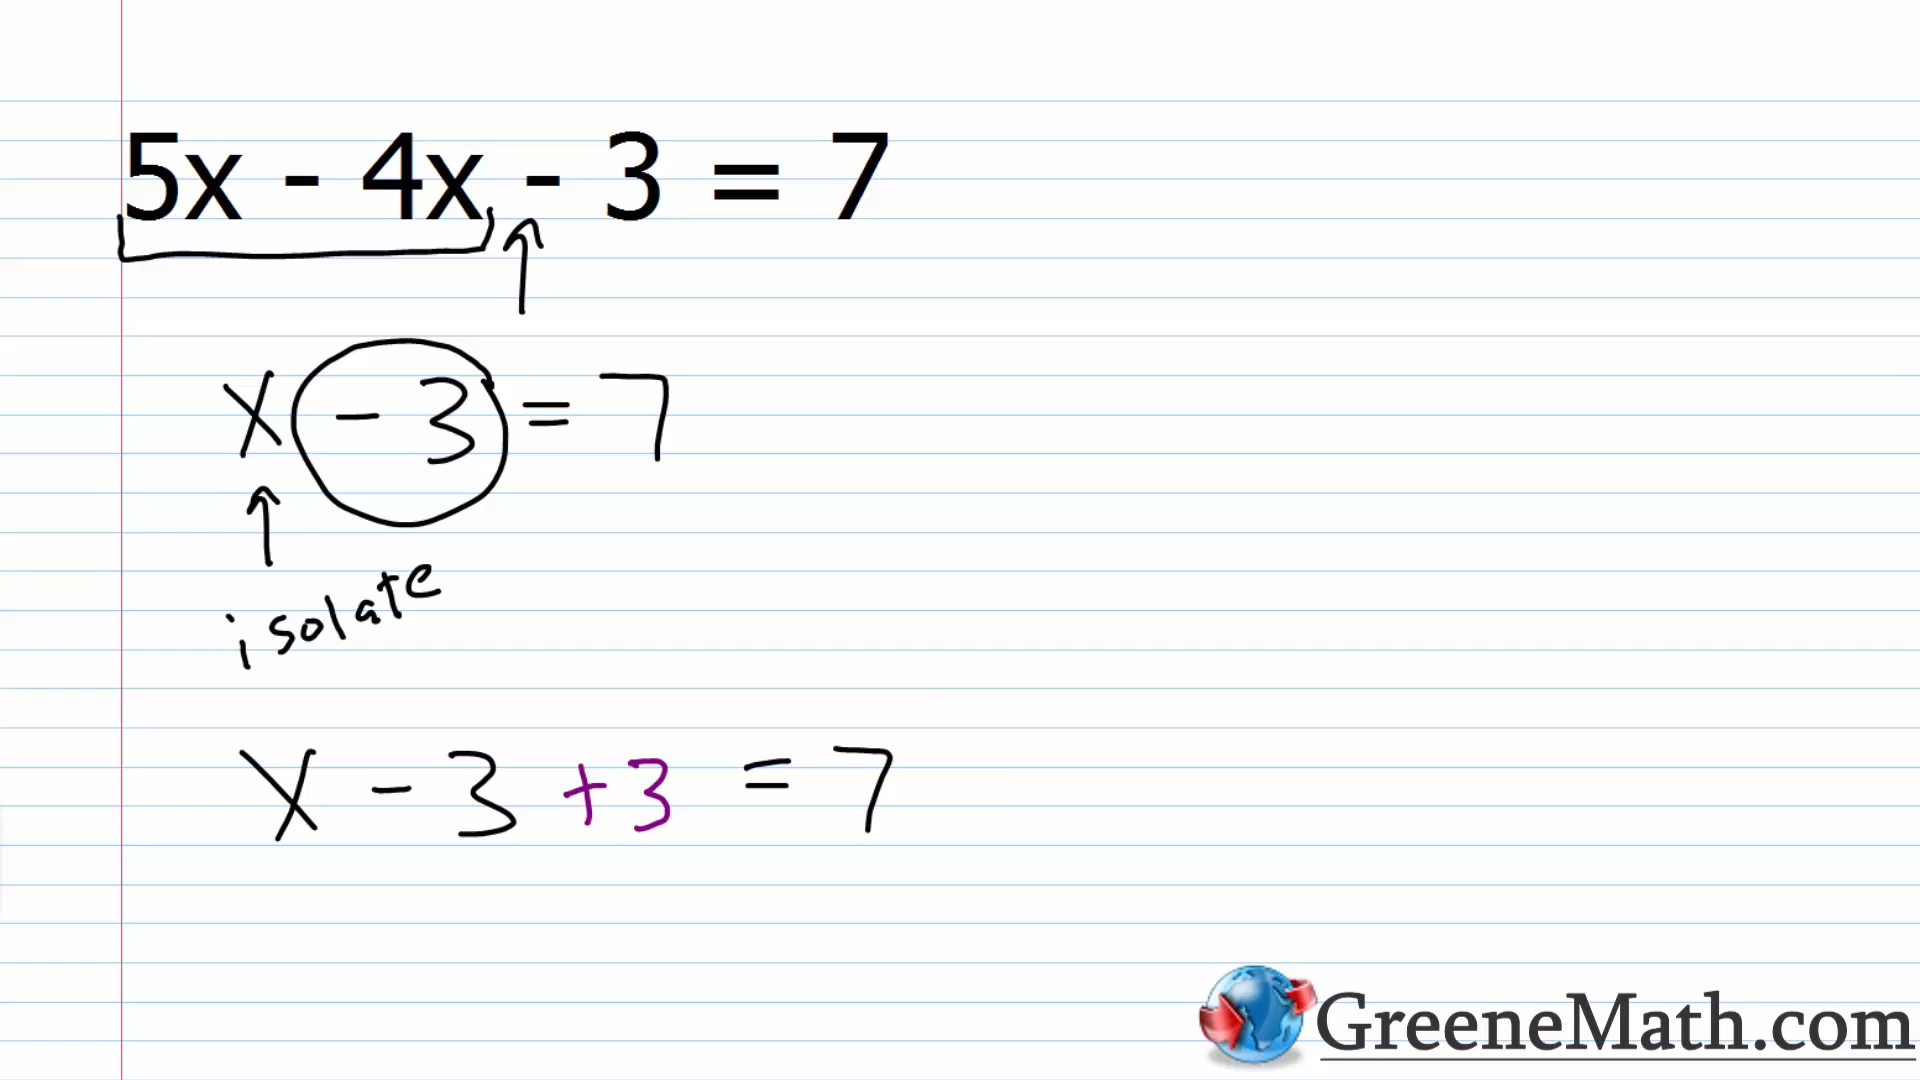 5x - 4x - 3 = 7
x - 3 = 7
isolate
x - 3 + 3 = 7
GreeneMath.com